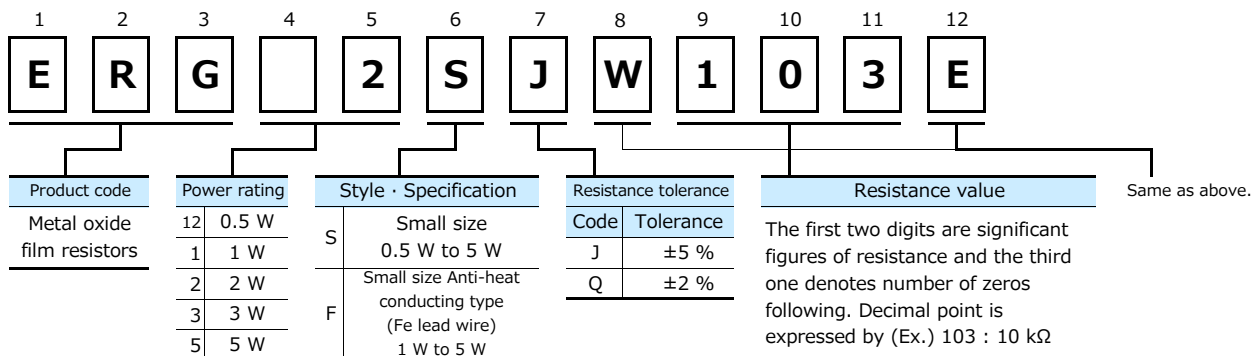 1 2 3 4 5 6 7 8 9 10 11 12
E R G 2 S J W 1 0 3 E
Product code
Metal oxide
film resistors
Power rating
12 0.5 W
1 1 W
2 2 W
3 3 W
5 5 W
Style · Specification
S
Small size
0.5 W to 5 W
F
Small size Anti-heat
conducting type
(Fe lead wire)
1 W to 5 W
Resistance tolerance
Code Tolerance
J ±5 %
Q ±2 %
Resistance value
The first two digits are significant
figures of resistance and the third
one denotes number of zeros
following. Decimal point is
expressed by (Ex.) 103 : 10 kΩ
Same as above.